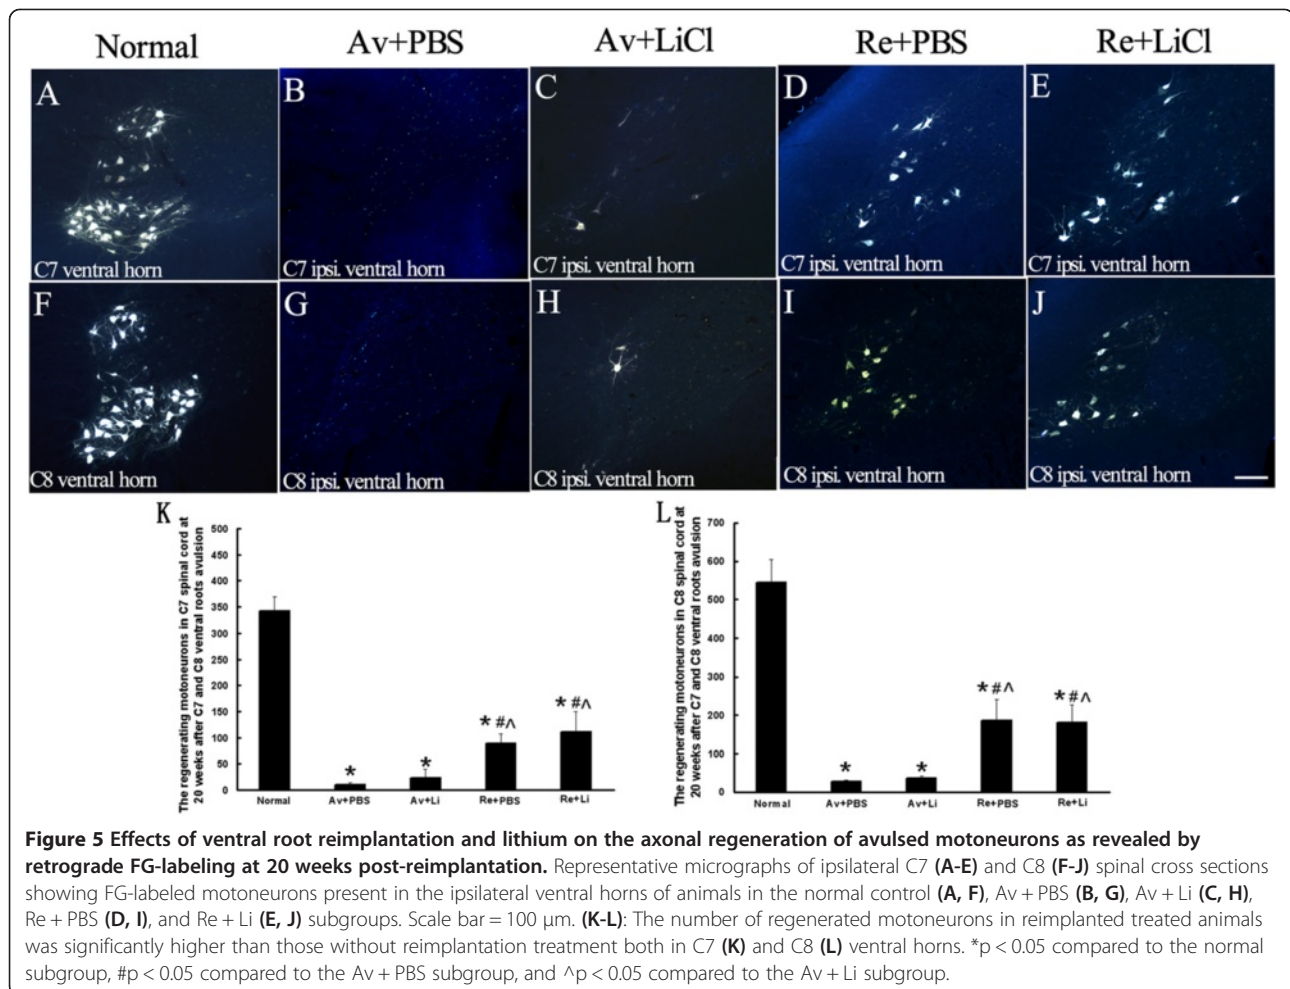 Normal Av+PBS Av+LiCl Re+PBS Re+LiCl
A B C D E
C7 ventral horn C7 ipsi. ventral horn C7 ipsi. ventral horn C7 ipsi. ventral horn C7 ipsi. ventral horn
F G H I J
C8 ventral horn C8 ipsi. ventral horn C8 ipsi. ventral horn C8 ipsi. ventral horn C8 ipsi. ventral horn
K
The regenerating motoneurons in C7 spinal cord at
20 weeks after C7 and C8 ventral roots avulsion
500
450
400
350
300
250
200
150
100
50
0
* * *#^ *#^
Normal Av+PBS Av+Li Re+PBS Re+Li
L
The regenerating motoneurons in C8 spinal cord at
20 weeks after C7 and C8 ventral roots avulsion
700
600
500
400
300
200
100
0
* * *#^ *#^
Normal Av+PBS Av+Li Re+PBS Re+Li
Figure 5 Effects of ventral root reimplantation and lithium on the axonal regeneration of avulsed motoneurons as revealed by
retrograde FG-labeling at 20 weeks post-reimplantation. Representative micrographs of ipsilateral C7 (A-E) and C8 (F-J) spinal cross sections
showing FG-labeled motoneurons present in the ipsilateral ventral horns of animals in the normal control (A, F), Av + PBS (B, G), Av + Li (C, H),
Re + PBS (D, I), and Re + Li (E, J) subgroups. Scale bar = 100 μm. (K-L): The number of regenerated motoneurons in reimplanted treated animals
was significantly higher than those without reimplantation treatment both in C7 (K) and C8 (L) ventral horns. *p < 0.05 compared to the normal
subgroup, #p < 0.05 compared to the Av + PBS subgroup, and ^p < 0.05 compared to the Av + Li subgroup.